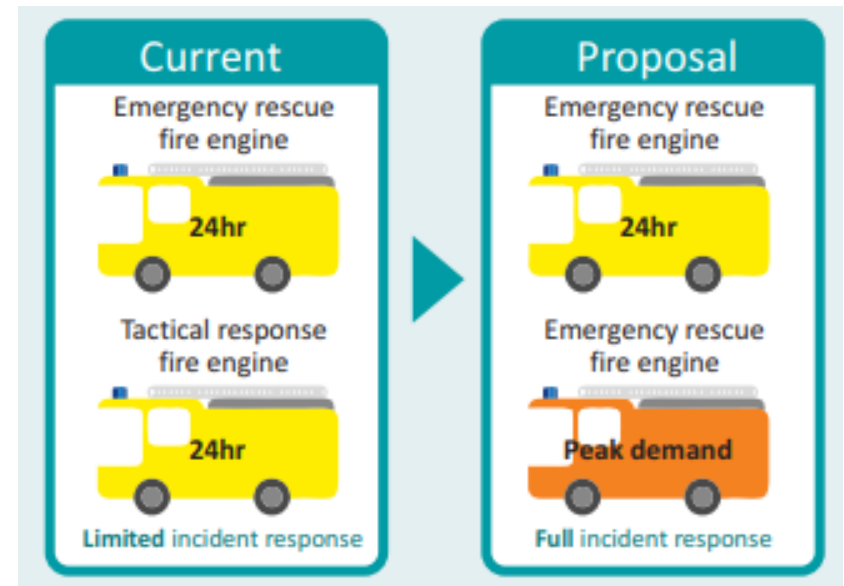 Current
Emergency rescue
fire engine
24hr
Tactical response
fire engine
24hr
Limited incident response
Proposal
Emergency rescue
fire engine
24hr
Emergency rescue
fire engine
Peak demand
Full incident response